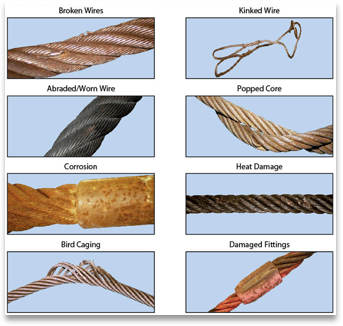 Broken Wires
Kinked Wire
Abraded/Worn Wire
Popped Core
Corrosion
Heat Damage
Bird Caging
Damaged Fittings